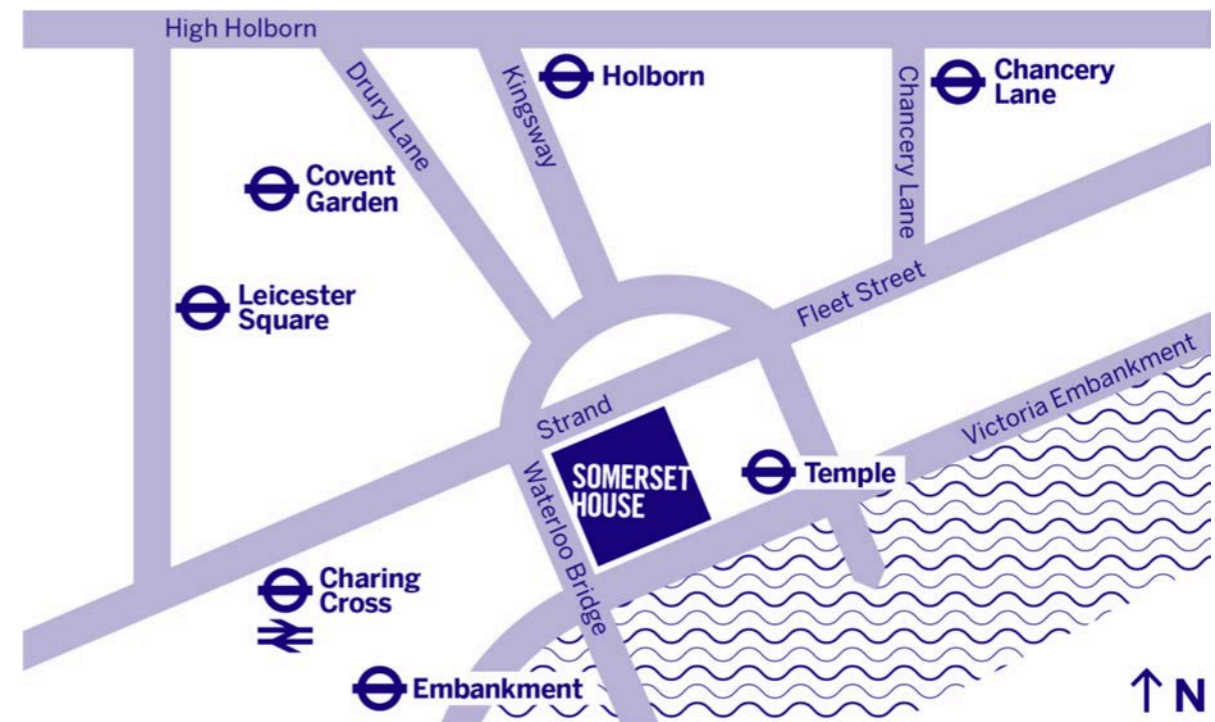 High Holborn
Drury Lane
Kingsway
Holborn
Chancery Lane
Chancery
Lane
Covent
Garden
Leicester
Square
Fleet Street
Strand
Victoria Embankment
SOMERSET
HOUSE
Temple
Waterloo Bridge
Charing
Cross
Embankment
N